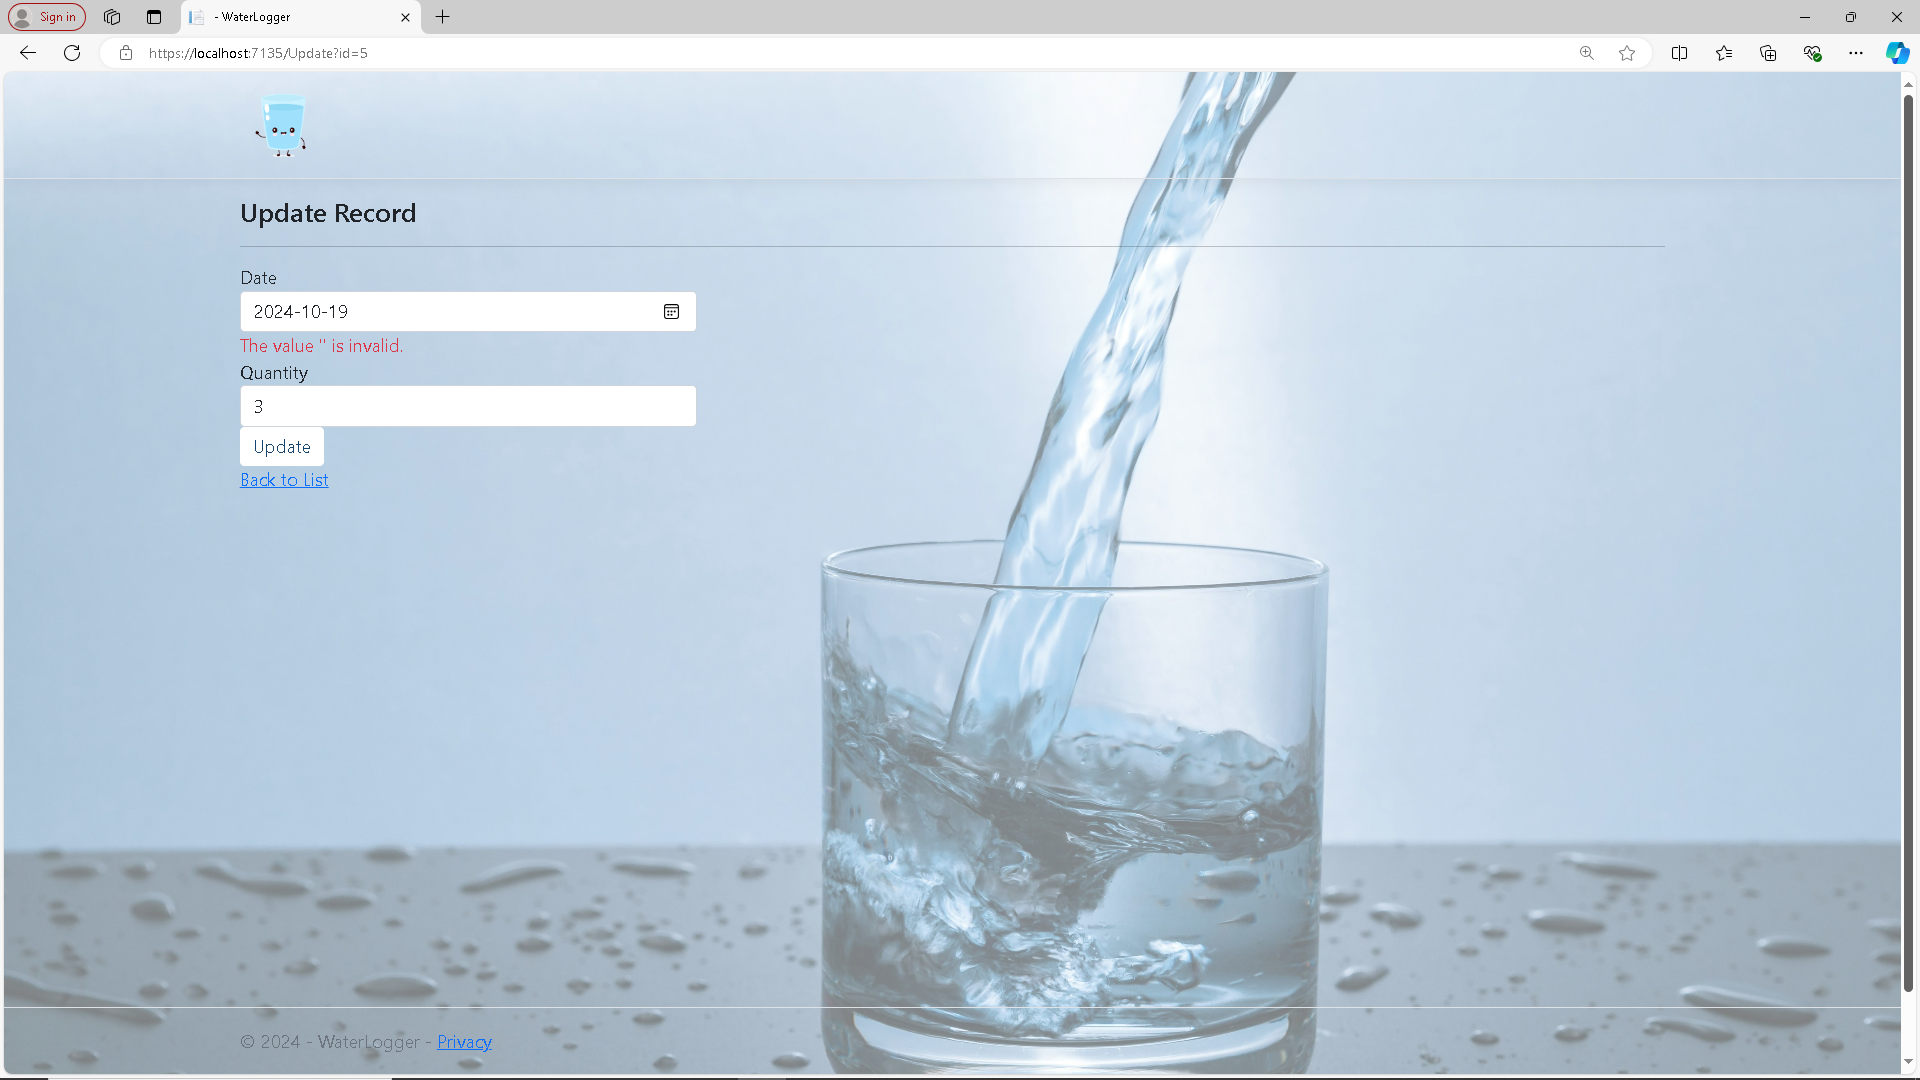 Sign in
- WaterLogger
https://localhost:7135/Update?id=5
Update Record
Date
2024-10-19
The value '' is invalid.
Quantity
3
Update
Back to List
© 2024 - WaterLogger - Privacy